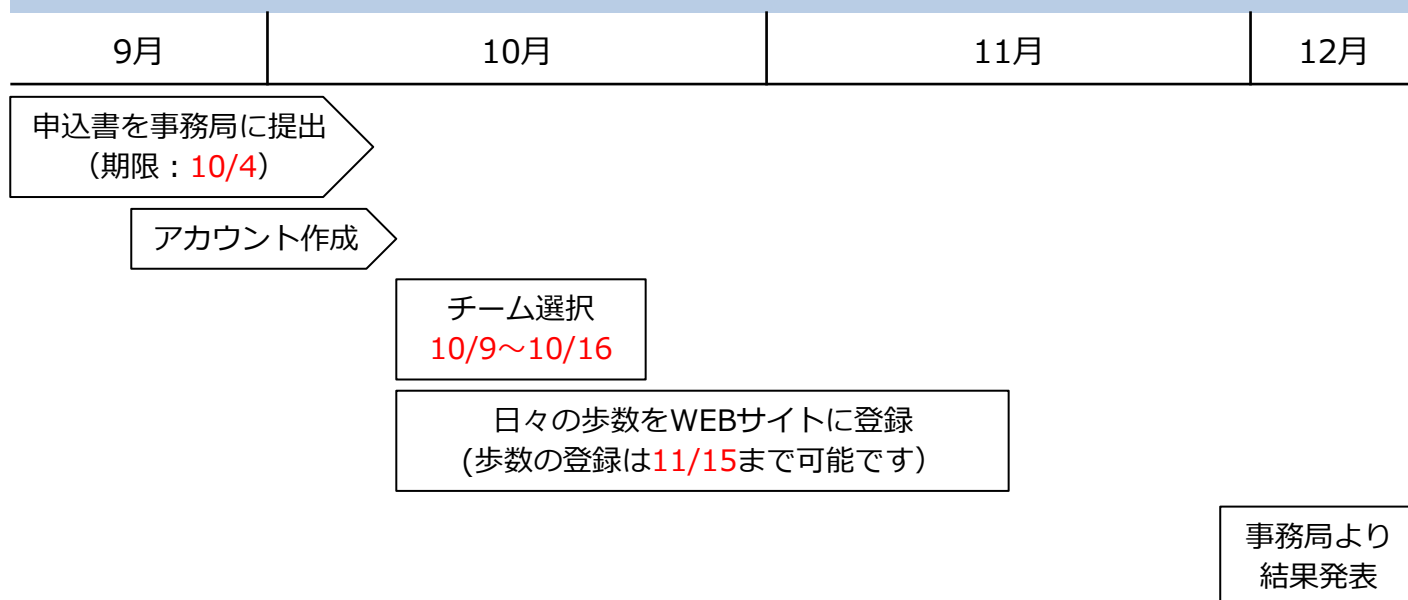 9月 10月 11月 12月
申込書を事務局に提出
（期限：10/4）
アカウント作成
チーム選択
10/9～10/16
日々の歩数をWEBサイトに登録
(歩数の登録は11/15まで可能です）
事務局より
結果発表